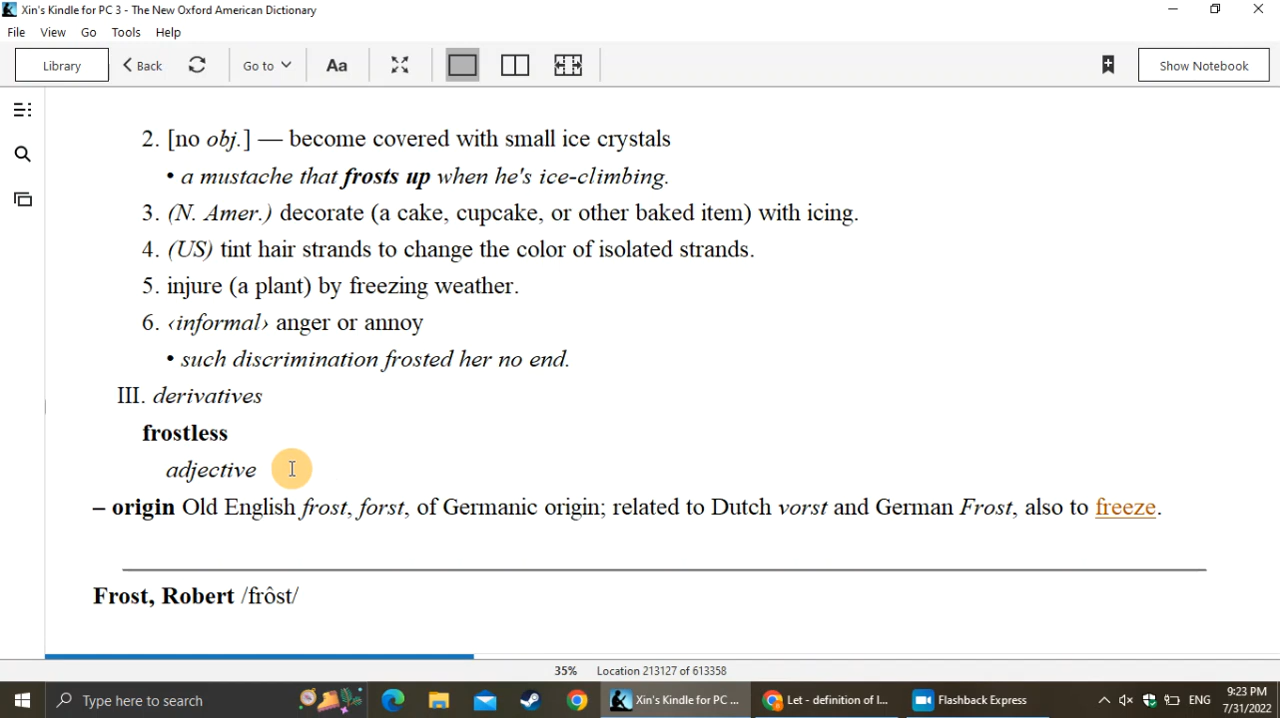 Xin's Kindle for PC 3 - The New Oxford American Dictionary
File View Go Tools Help
Library Back Go to Aa Show Notebook
2. [no obj.] — become covered with small ice crystals
• a mustache that frosts up when he's ice-climbing.
3. (N. Amer.) decorate (a cake, cupcake, or other baked item) with icing.
4. (US) tint hair strands to change the color of isolated strands.
5. injure (a plant) by freezing weather.
6. ‹informal› anger or annoy
• such discrimination frosted her no end.
III. derivatives
frostless
adjective
– origin Old English frost, forst, of Germanic origin; related to Dutch vorst and German Frost, also to freeze.
Frost, Robert /frôst/
35% Location 213127 of 613358
Type here to search Xin's Kindle for PC ... Let - definition of l... Flashback Express ENG 9:23 PM
7/31/2022